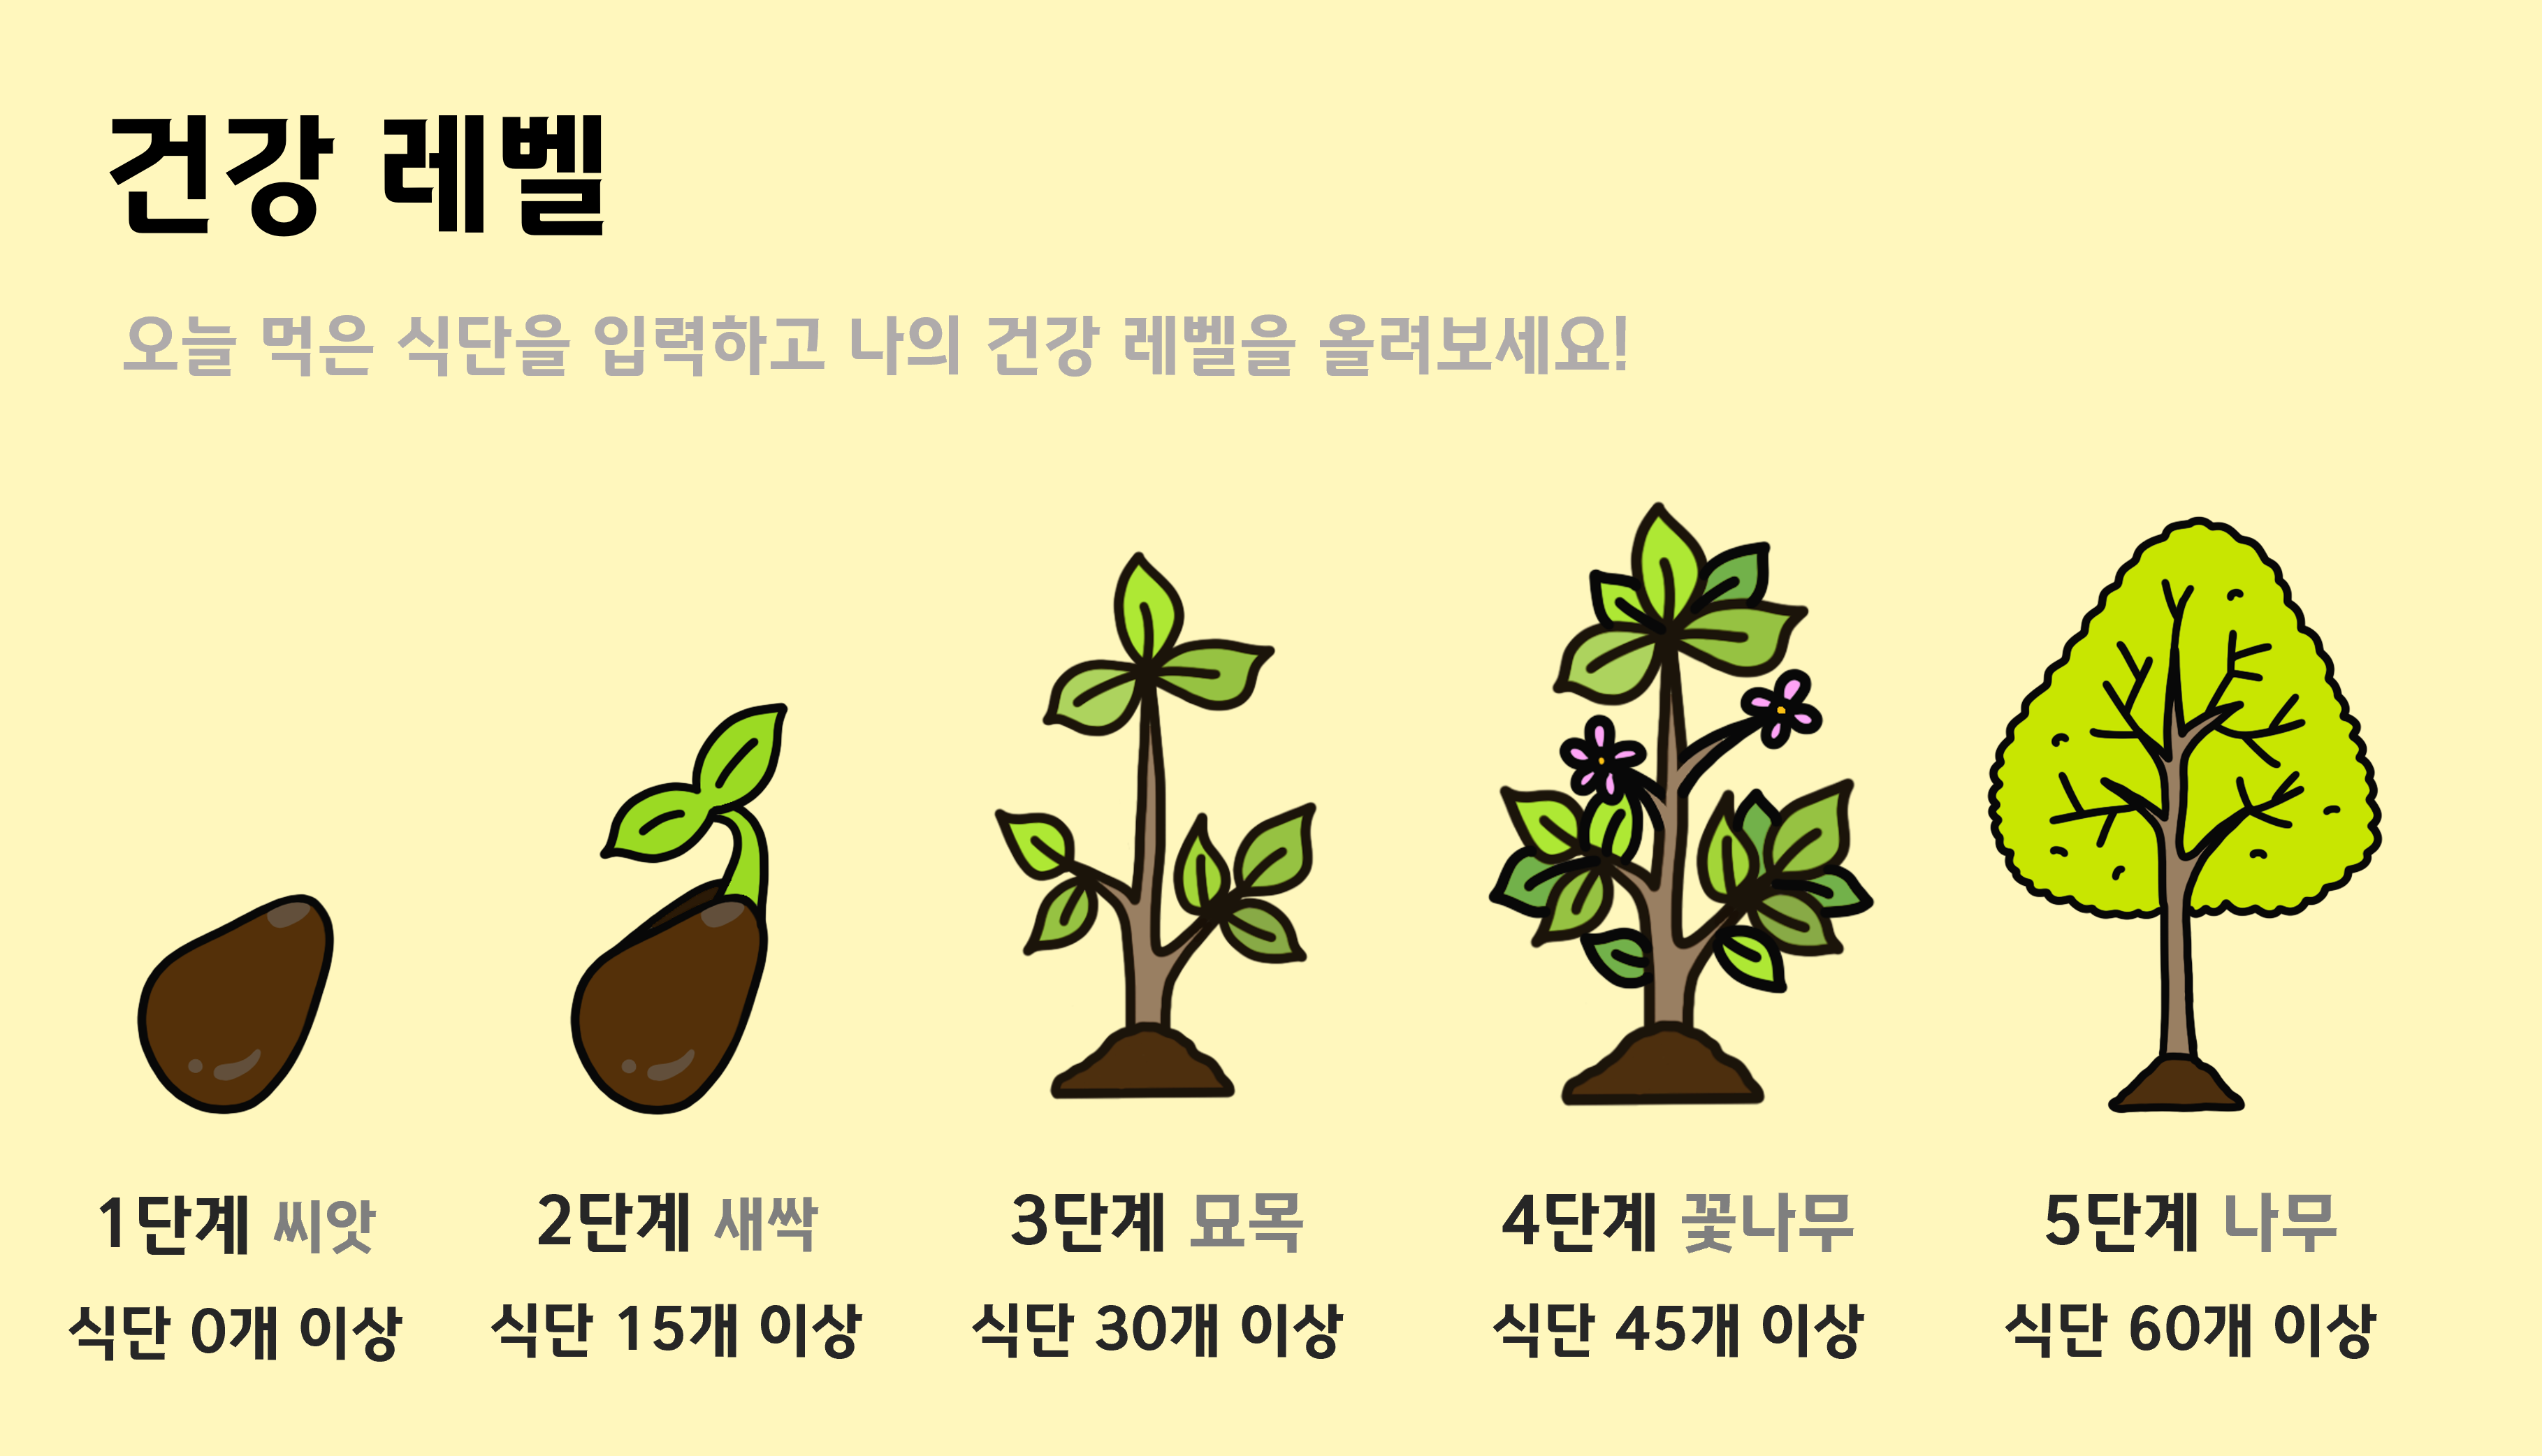 건강 레벨
오늘 먹은 식단을 입력하고 나의 건강 레벨을 올려보세요!
1단계 씨앗
식단 0개 이상
2단계 새싹
식단 15개 이상
3단계 묘목
식단 30개 이상
4단계 꽃나무
식단 45개 이상
5단계 나무
식단 60개 이상